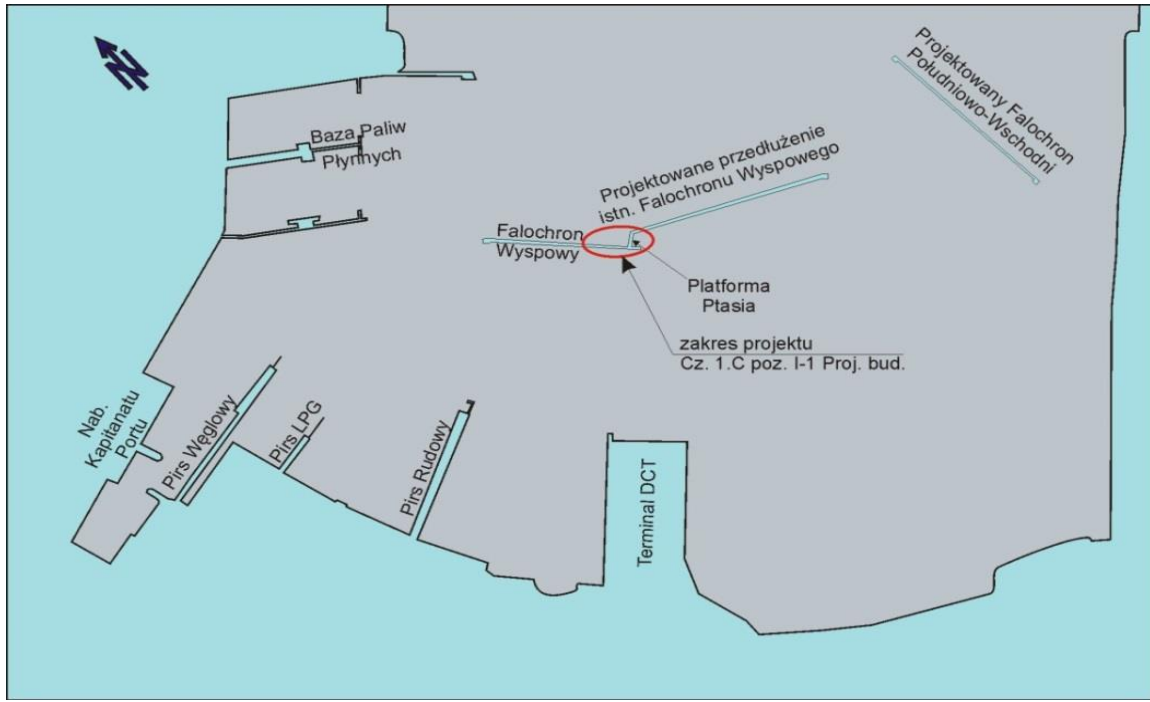 N
Projektowany Falochron
Południowo-Wschodni
Baza Paliw
Płynnych
Projektowane przedłużenie
istn. Falochronu Wyspowego
Falochron
Wyspowy
Platforma
Ptasia
zakres projektu
Cz. 1.C poz. I-1 Proj. bud.
Nab.
Kapitanatu
Portu
Pirs Węglowy
Pirs LPG
Pirs Rudowy
Terminal DCT